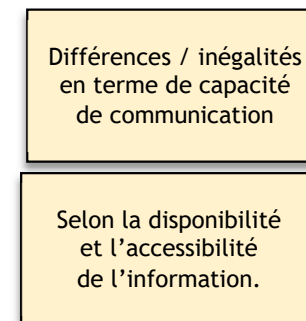 Différences / inégalités
en terme de capacité
de communication
Selon la disponibilité
et l’accessibilité
de l’information.